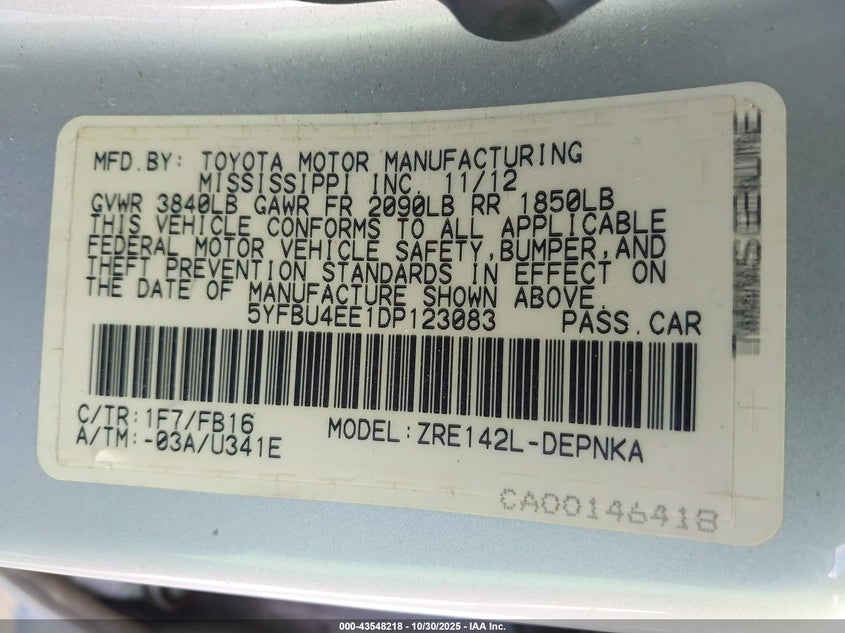 MFD.BY: TOYOTA MOTOR MANUFACTURING
MISSISSIPPI INC. 11/12
GVWR 3840LB GAWR FR 2090LB RR 1850LB
THIS VEHICLE CONFORMS TO ALL APPLICABLE
FEDERAL MOTOR VEHICLE SAFETY,BUMPER,AND
THEFT PREVENTION STANDARDS IN EFFECT ON
THE DATE OF MANUFACTURE SHOWN ABOVE.
5YFBU4EE1DP123083 PASS.CAR
C/TR:1F7/FB16
A/TM:-03A/U341E
MODEL:ZRE142L-DEPNKA
CA00146418
000-43548218 - 10/30/2025 - IAA Inc.